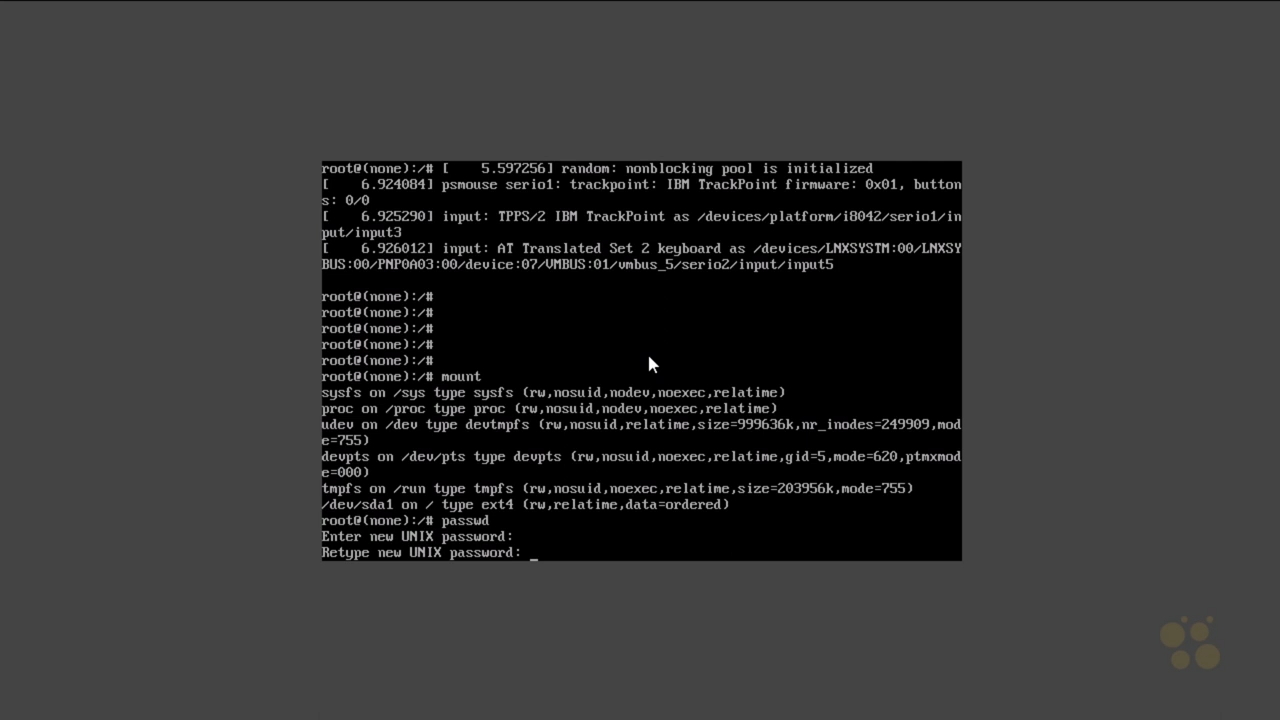 root@(none):/# [    5.597256] random: nonblocking pool is initialized
[    6.924084] psmouse serio1: trackpoint: IBM TrackPoint firmware: 0x01, button
s: 0/0
[    6.925290] input: TPPS/2 IBM TrackPoint as /devices/platform/i8042/serio1/in
put/input3
[    6.926012] input: AT Translated Set 2 keyboard as /devices/LNXSYSTM:00/LNXSY
BUS:00/PNP0A03:00/device:07/VMBUS:01/vmbus_5/serio2/input/input5
root@(none):/#
root@(none):/#
root@(none):/#
root@(none):/#
root@(none):/#
root@(none):/# mount
sysfs on /sys type sysfs (rw,nosuid,nodev,noexec,relatime)
proc on /proc type proc (rw,nosuid,nodev,noexec,relatime)
udev on /dev type devtmpfs (rw,nosuid,relatime,size=999636k,nr_inodes=249909,mod
e=755)
devpts on /dev/pts type devpts (rw,nosuid,noexec,relatime,gid=5,mode=620,ptmxmod
e=000)
tmpfs on /run type tmpfs (rw,nosuid,noexec,relatime,size=203956k,mode=755)
/dev/sda1 on / type ext4 (rw,relatime,data=ordered)
root@(none):/# passwd
Enter new UNIX password:
Retype new UNIX password: _